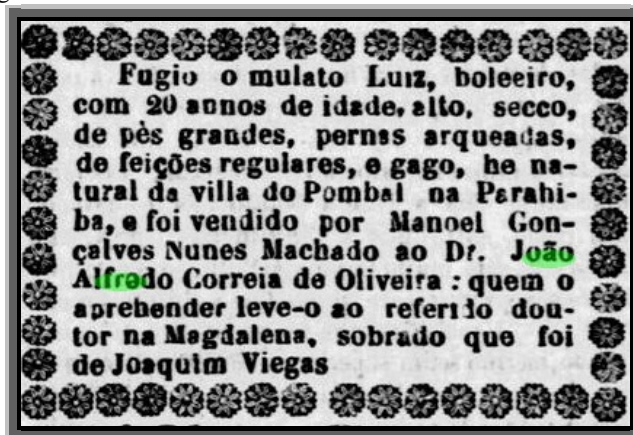 Fugio o mulato Luiz, boleeiro,
com 20 annos de idade, alto, secco,
de pès grandes, pernas arqueadas,
de feições regulares, e gago, he na-
tural da villa do Pombal na Parahi-
ba, e foi vendido por Manoel Gon-
çalves Nunes Machado ao Dr. João
Alfredo Correia de Oliveira : quem o
aprehender leve-o ao referido dou-
tor na Magdalena, sobrado que foi
de Joaquim Viegas